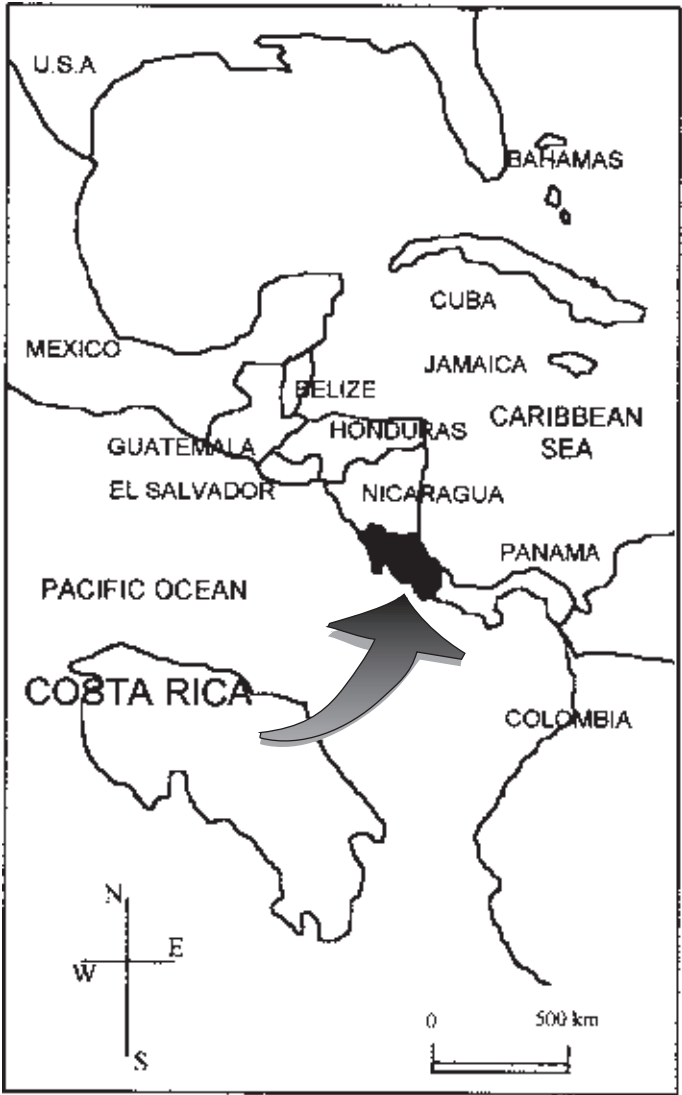 U.S.A
BAHAMAS
CUBA
MEXICO
JAMAICA
BELIZE
CARIBBEAN
SEA
HONDURAS
GUATEMALA
EL SALVADOR
NICARAGUA
PANAMA
PACIFIC OCEAN
COSTA RICA
COLOMBIA
N
E
W
S
0 500 km